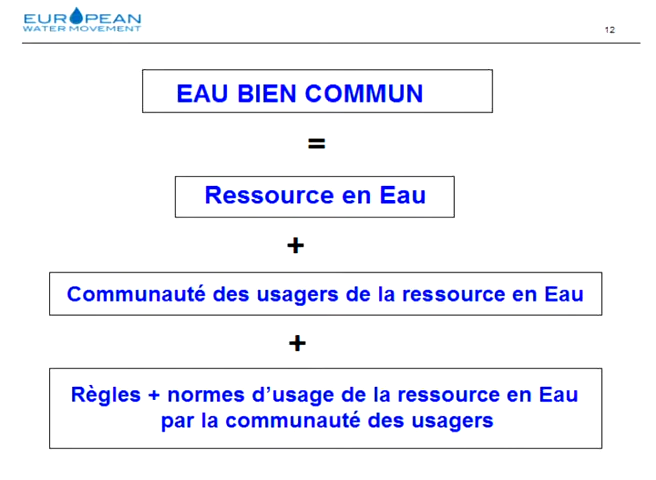 EUROPEAN
WATER MOVEMENT
12
EAU BIEN COMMUN
=
Ressource en Eau
+
Communauté des usagers de la ressource en Eau
+
Règles + normes d'usage de la ressource en Eau
par la communauté des usagers